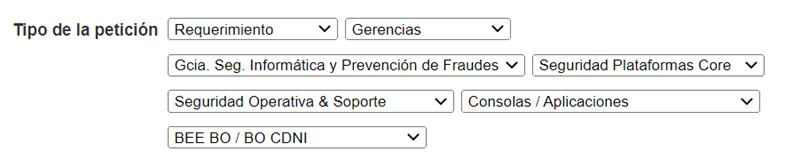 Tipo de la petición Requerimiento Gerencias
Gcia. Seg. Informática y Prevención de Fraudes Seguridad Plataformas Core
Seguridad Operativa & Soporte Consolas / Aplicaciones
BEE BO / BO CDNI